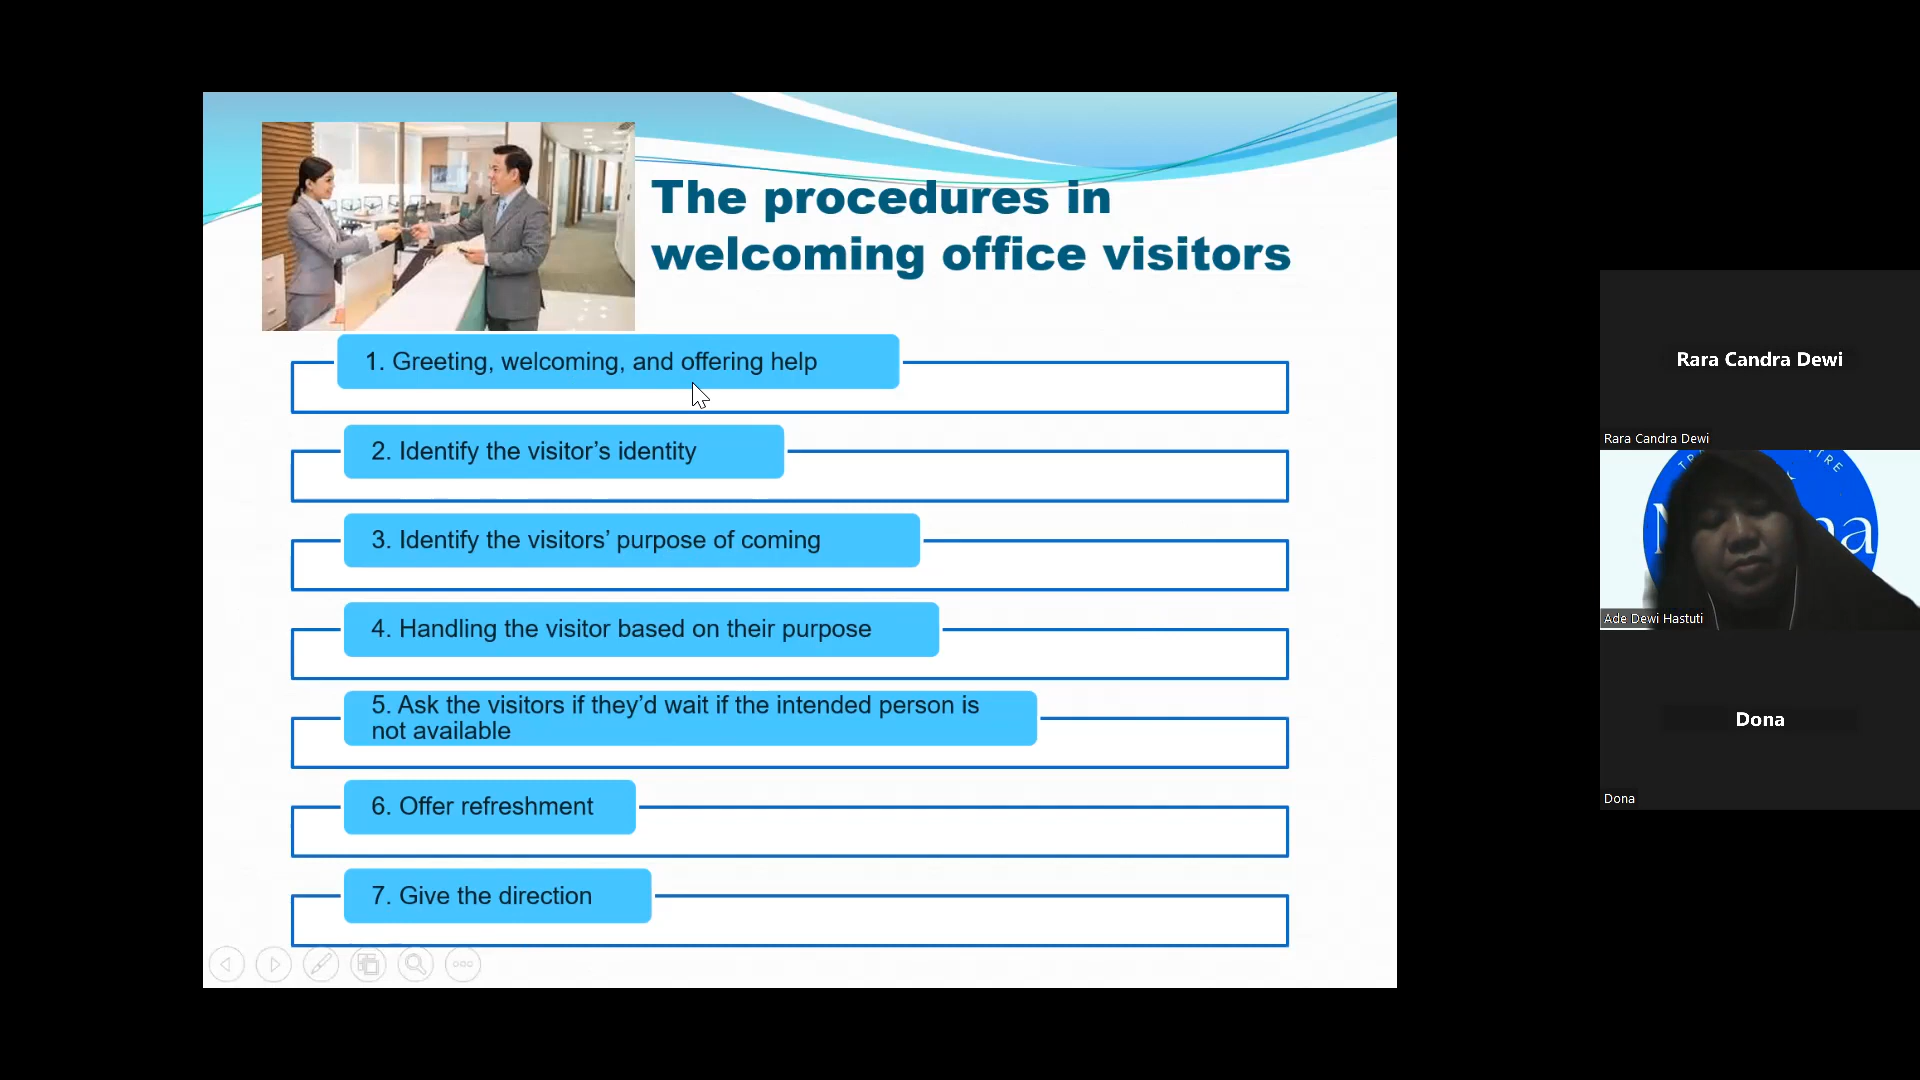 The procedures in
welcoming office visitors
1. Greeting, welcoming, and offering help
2. Identify the visitor’s identity
3. Identify the visitors’ purpose of coming
4. Handling the visitor based on their purpose
5. Ask the visitors if they’d wait if the intended person is
not available
6. Offer refreshment
7. Give the direction
Rara Candra Dewi
Rara Candra Dewi
Ade Dewi Hastuti
Dona
Dona